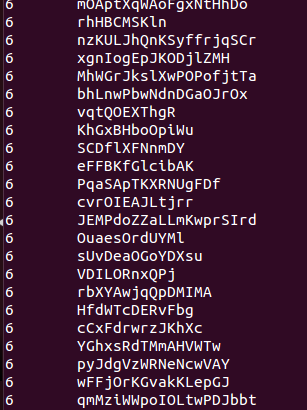 6 mOAptXqWAoFgxNtHhDo
6 rhHBCMSKln
6 nzKULJhQnKSyffrjqSCr
6 xgnIogEpJKODjlZMH
6 MhWGrJkslXwPOPofjtTa
6 bhLnwPbwNdnDGaOJrOx
6 vqtQOEXThgR
6 KhGxBHboOpiWu
6 SCDflXFNnmDY
6 eFFBKfGlcibAK
6 PqaSApTKXRNUgFDf
6 cvrOIEAJLtjrr
6 JEMPdoZZaLLmKwprSIrd
6 OuaesOrdUYMl
6 sUvDeaOGoYDXsu
6 VDILORnxQPj
6 rbXYAwjqQpDMIMA
6 HfdWTcDERvFbg
6 cCxFdrwrzJKhXc
6 YGhxsRdTMmAHVWTw
6 pyJdgVzWRNeNcwVAY
6 wFFjOrKGvakKLepGJ
6 qmMziWWpoIOLtwPDJbbt